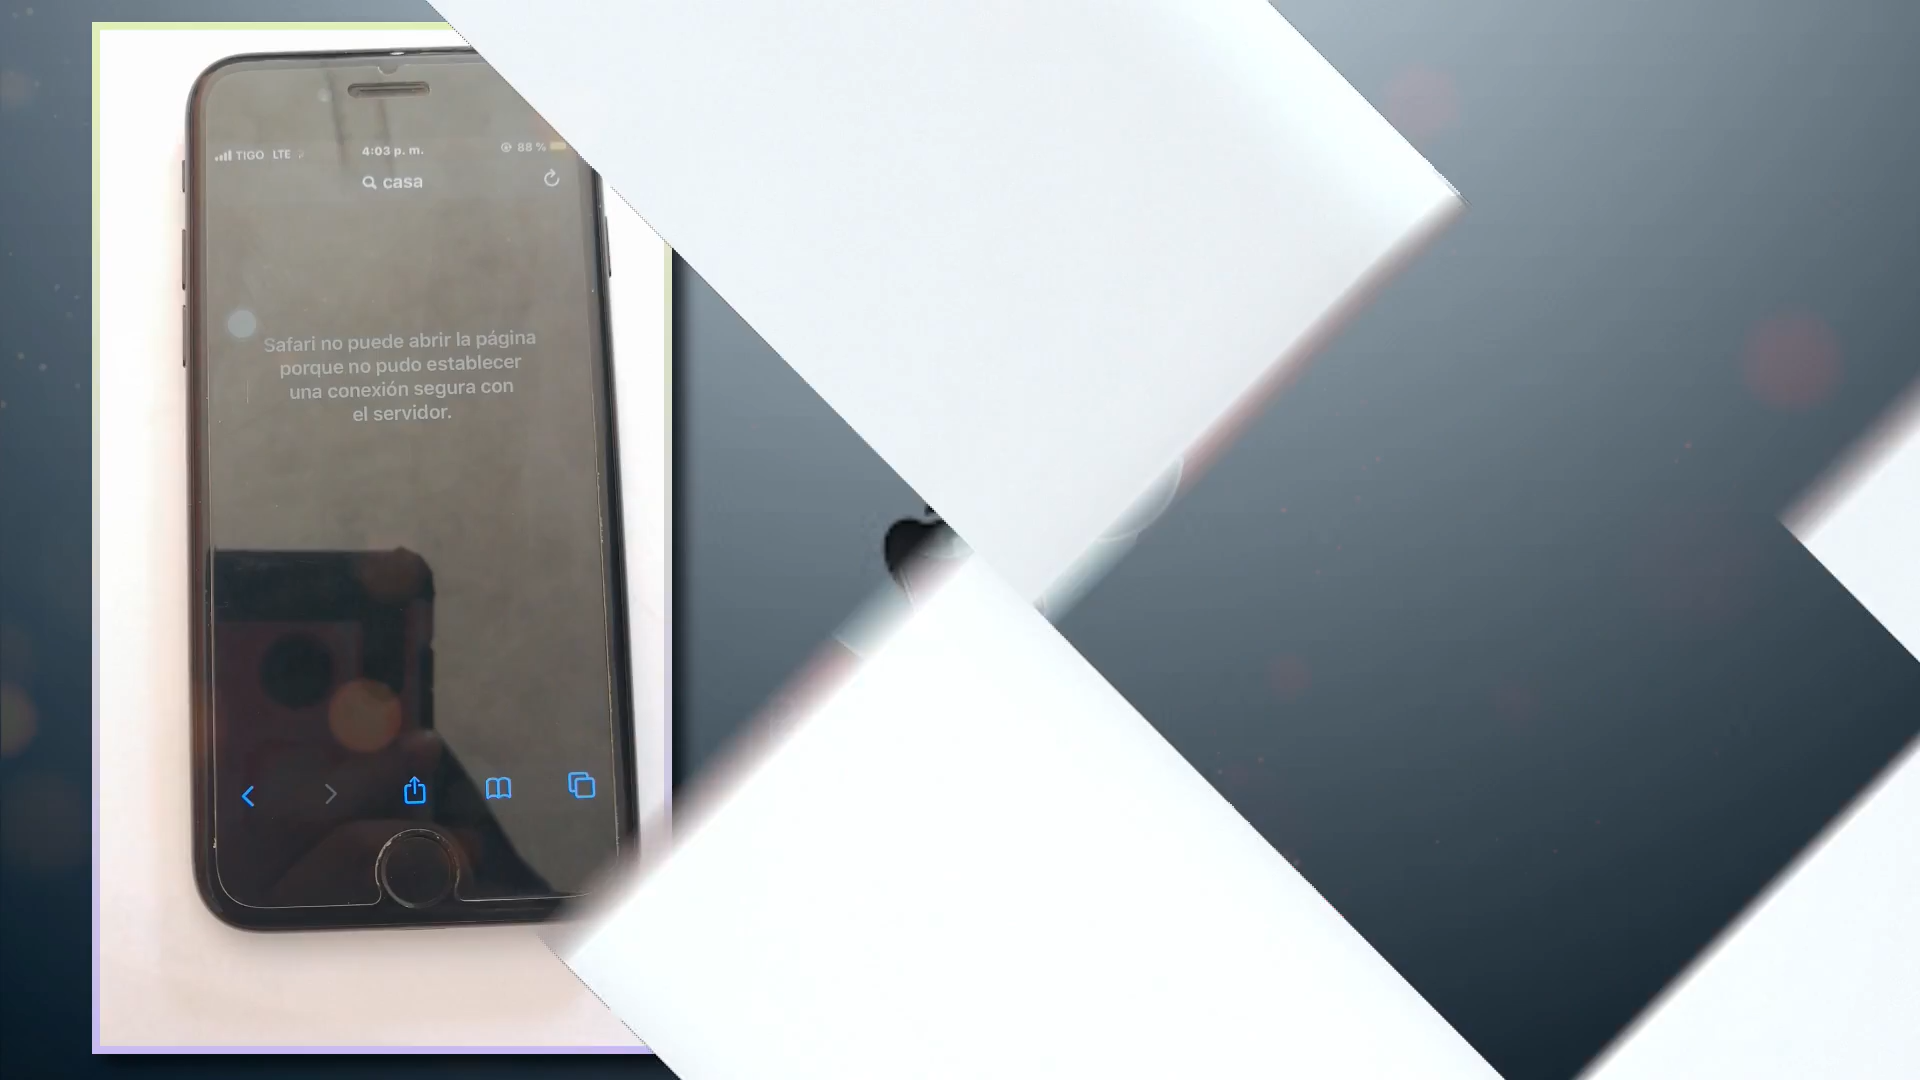 TIGO LTE 4:03 p. m. 88 %
casa
Safari no puede abrir la página
porque no pudo establecer
una conexión segura con
el servidor.